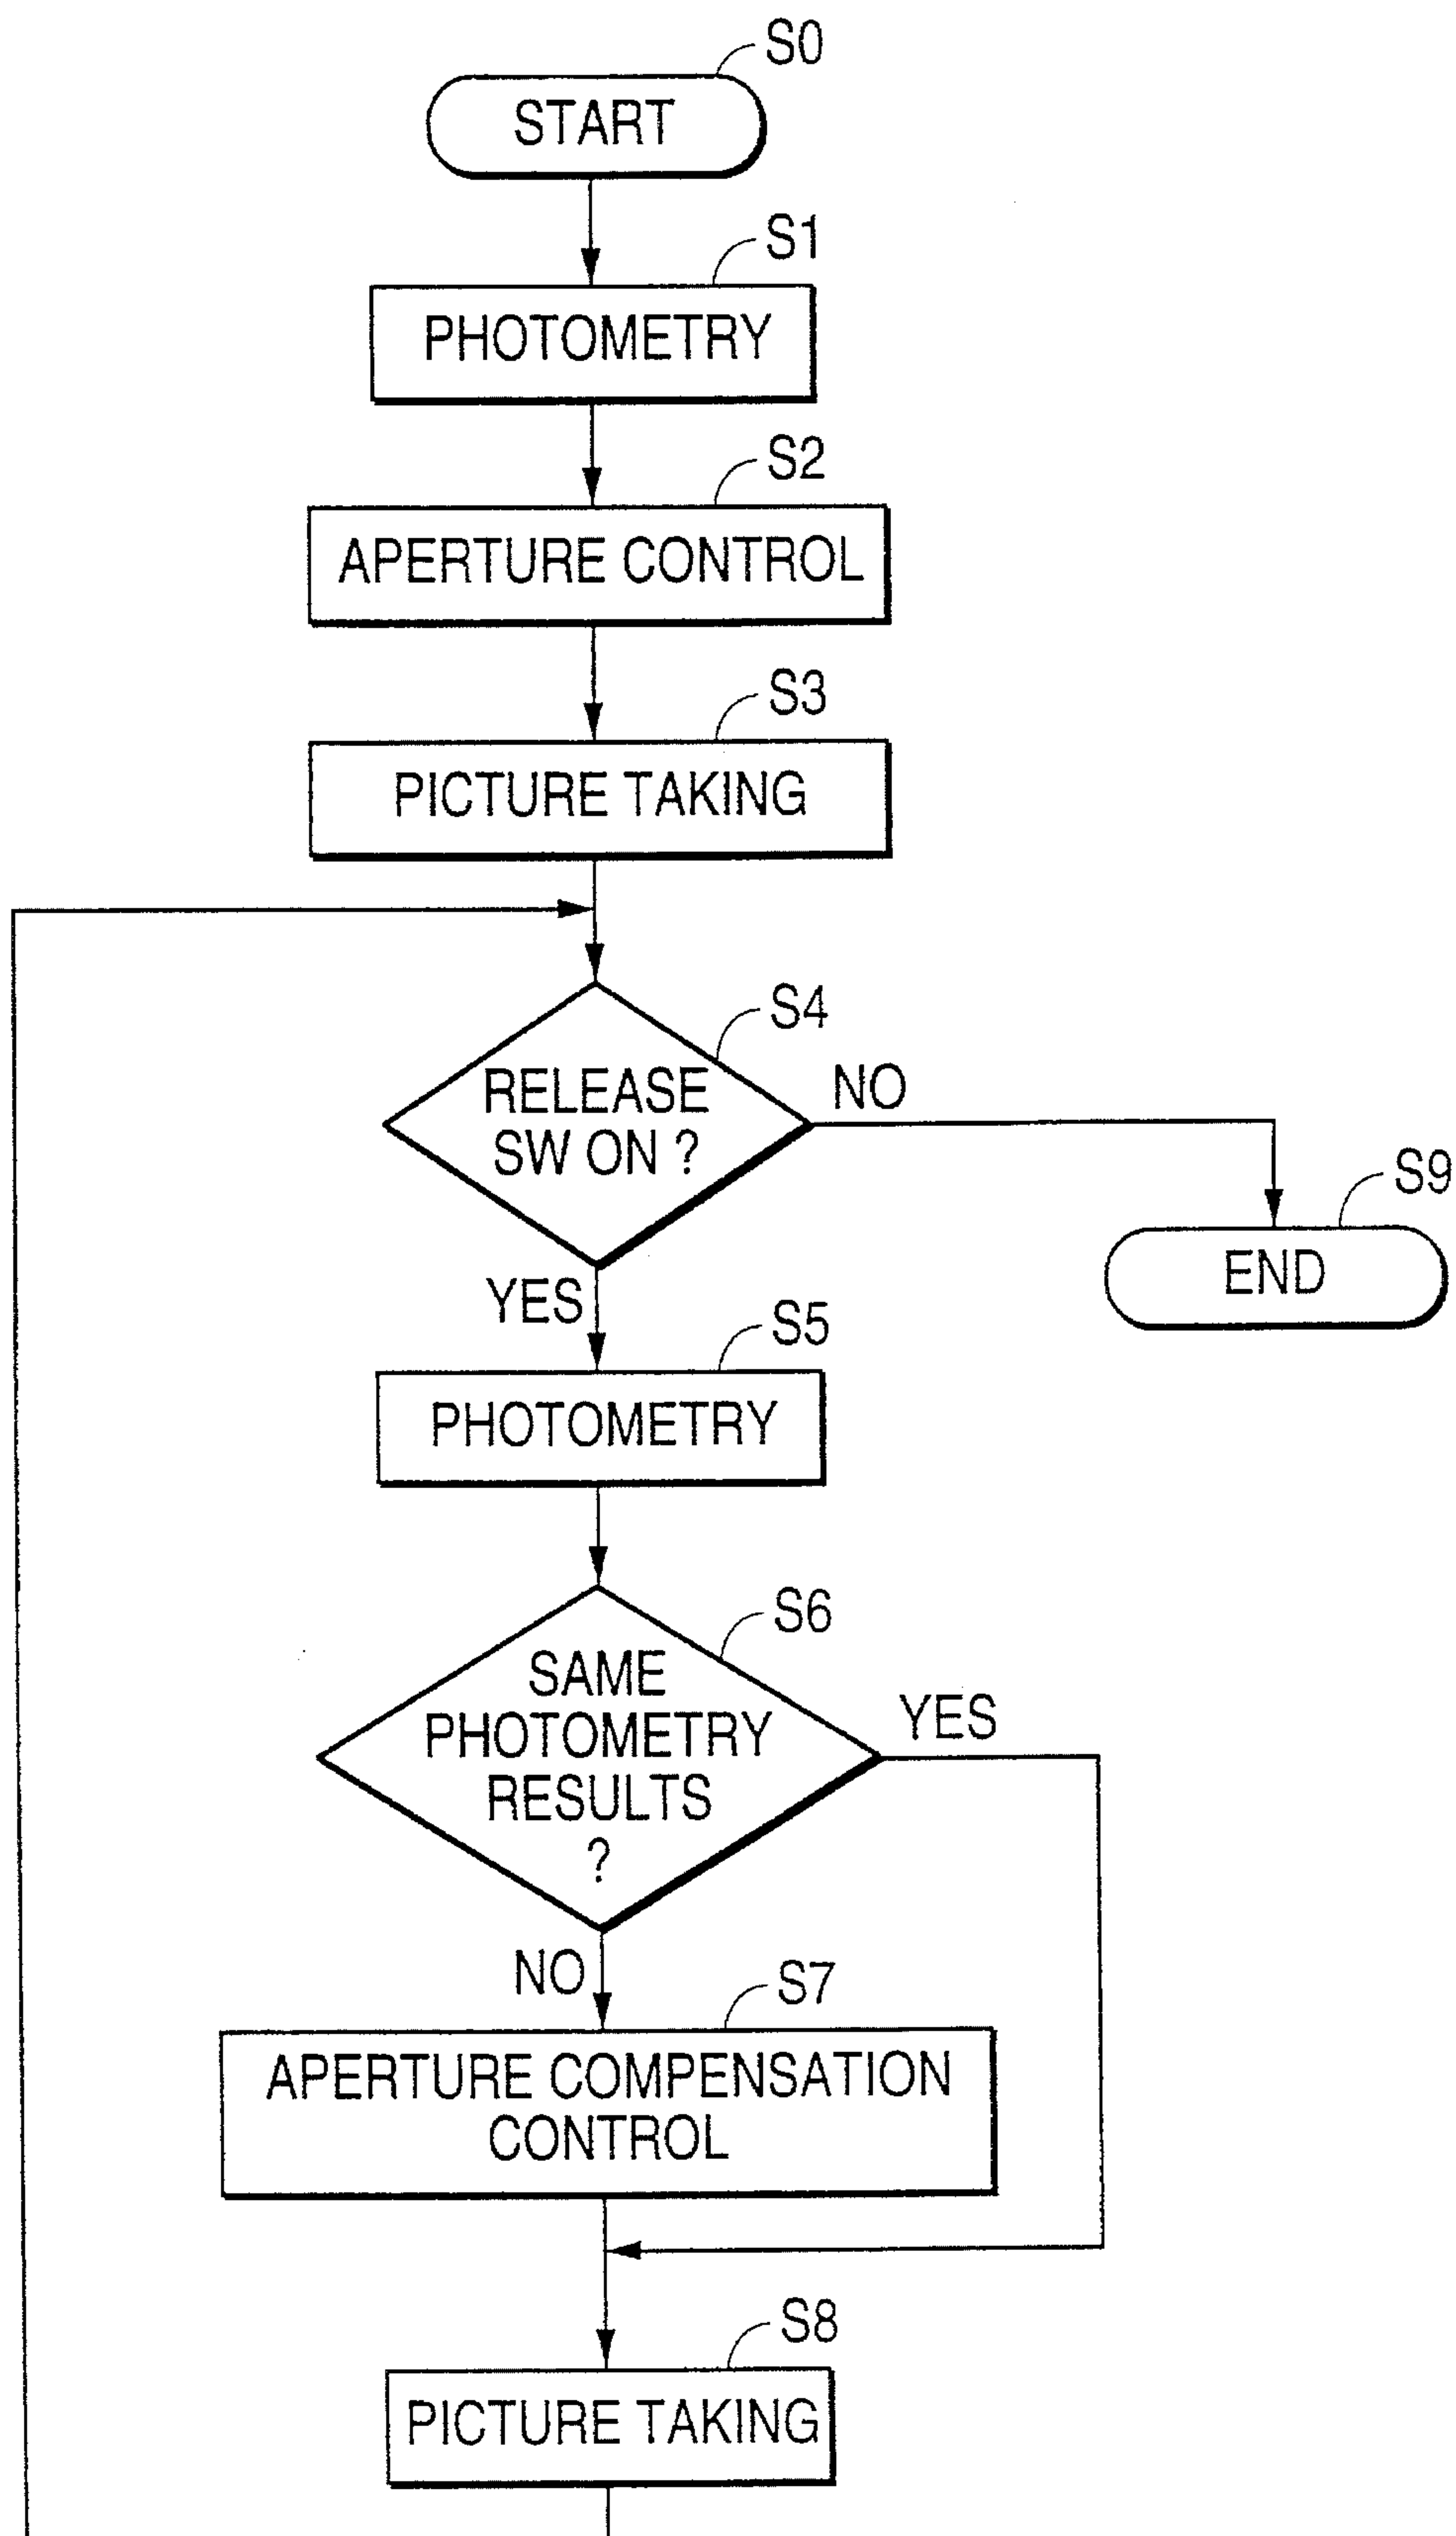 S0
START
S1
PHOTOMETRY
S2
APERTURE CONTROL
S3
PICTURE TAKING
S4
RELEASE
SW ON ?
NO
S9
END
YES
S5
PHOTOMETRY
S6
SAME
PHOTOMETRY
RESULTS
?
YES
NO
S7
APERTURE COMPENSATION
CONTROL
S8
PICTURE TAKING